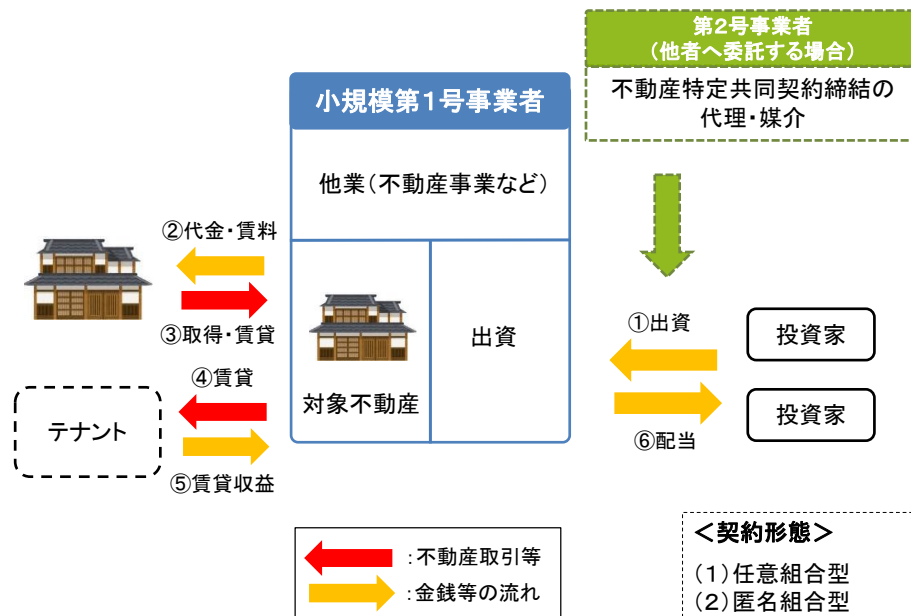 第2号事業者
(他者へ委託する場合)
不動産特定共同契約締結の
代理・媒介
小規模第1号事業者
他業(不動産事業など)
②代金・賃料
③取得・賃貸
対象不動産
出資
④賃貸
テナント
⑤賃貸収益
①出資
投資家
投資家
⑥配当
:不動産取引等
:金銭等の流れ
＜契約形態＞
(1)任意組合型
(2)匿名組合型